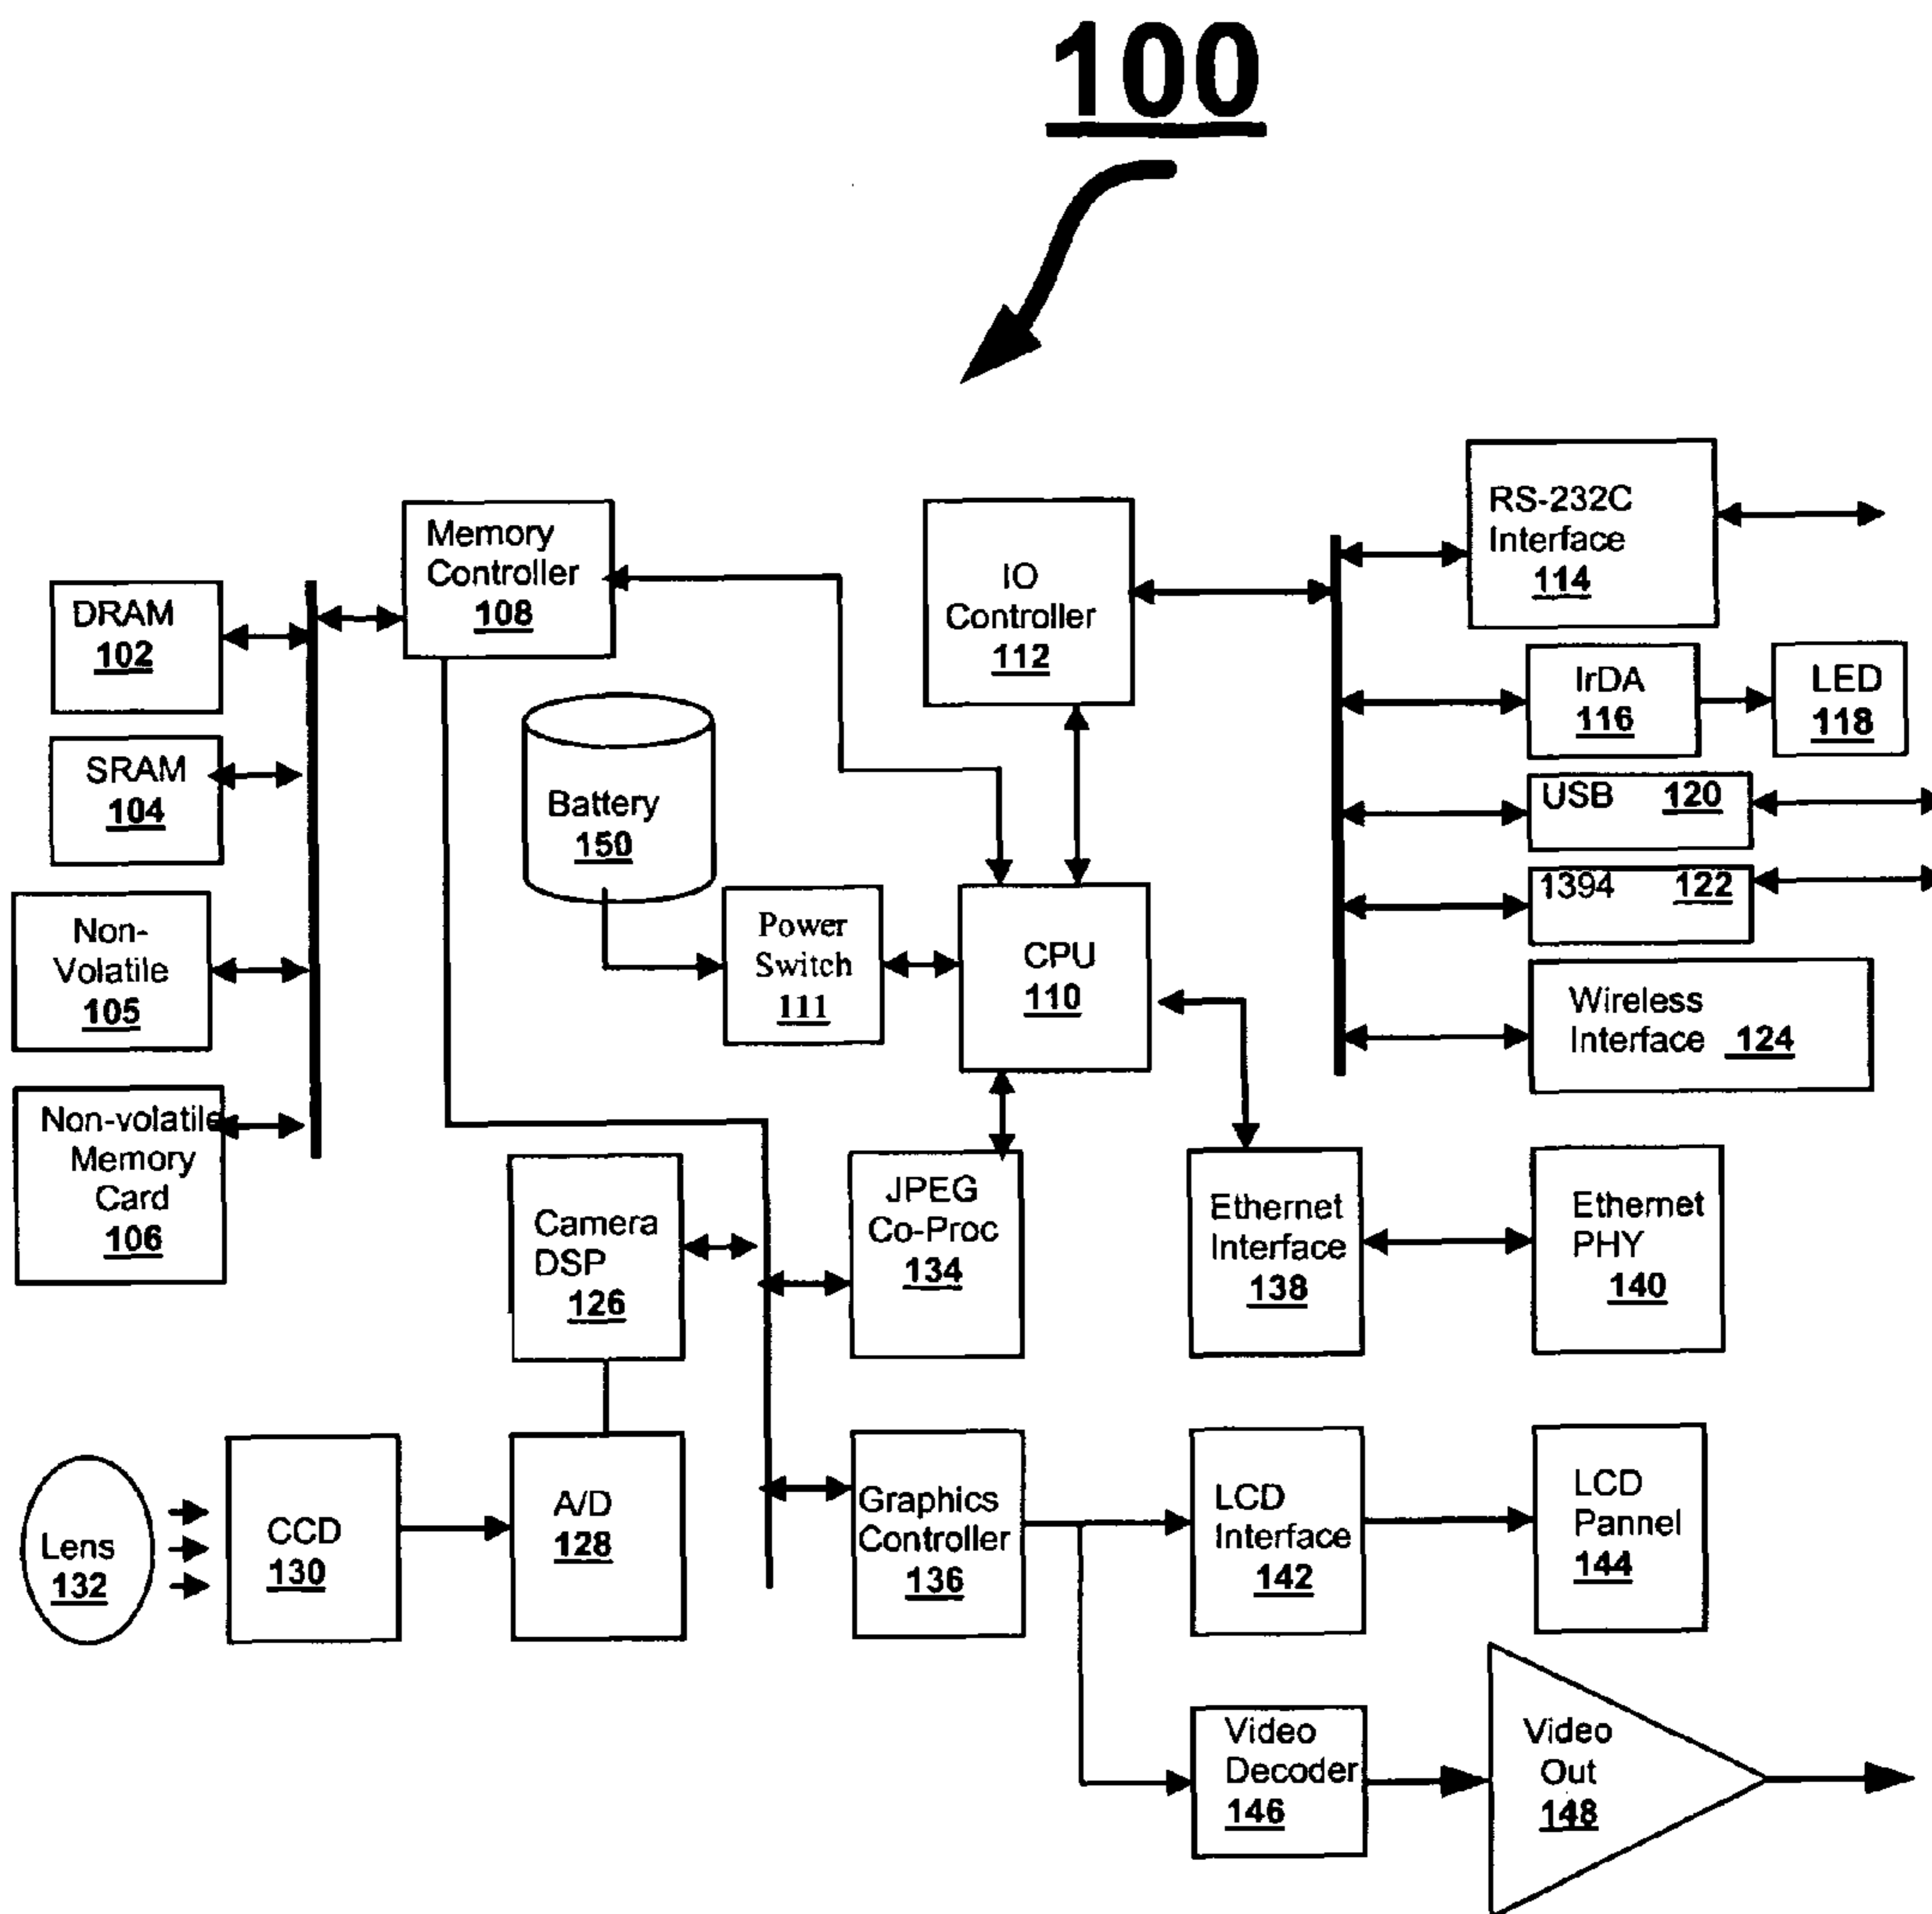 100
Memory
Controller
108
IO
Controller
112
RS-232C
Interface
114
DRAM
102
IrDA
116
LED
118
SRAM
104
Battery
150
USB 120
1394 122
Non-
Volatile
105
Power
Switch
111
CPU
110
Wireless
Interface 124
Non-volatile
Memory
Card
106
Camera
DSP
126
JPEG
Co-Proc
134
Ethernet
Interface
138
Ethernet
PHY
140
Lens
132
CCD
130
A/D
128
Graphics
Controller
136
LCD
Interface
142
LCD
Pannel
144
Video
Decoder
146
Video
Out
148